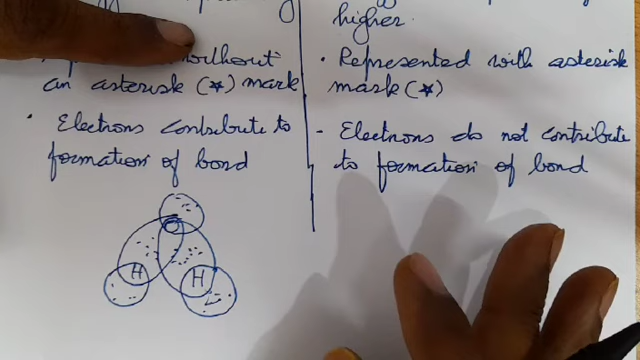 higher.
without
an asterisk (*) mark
• Electrons contribute to
formation of bond
• Represented with asterisk
mark (*)
- Electrons do not contribute
to formation of bond
H
H